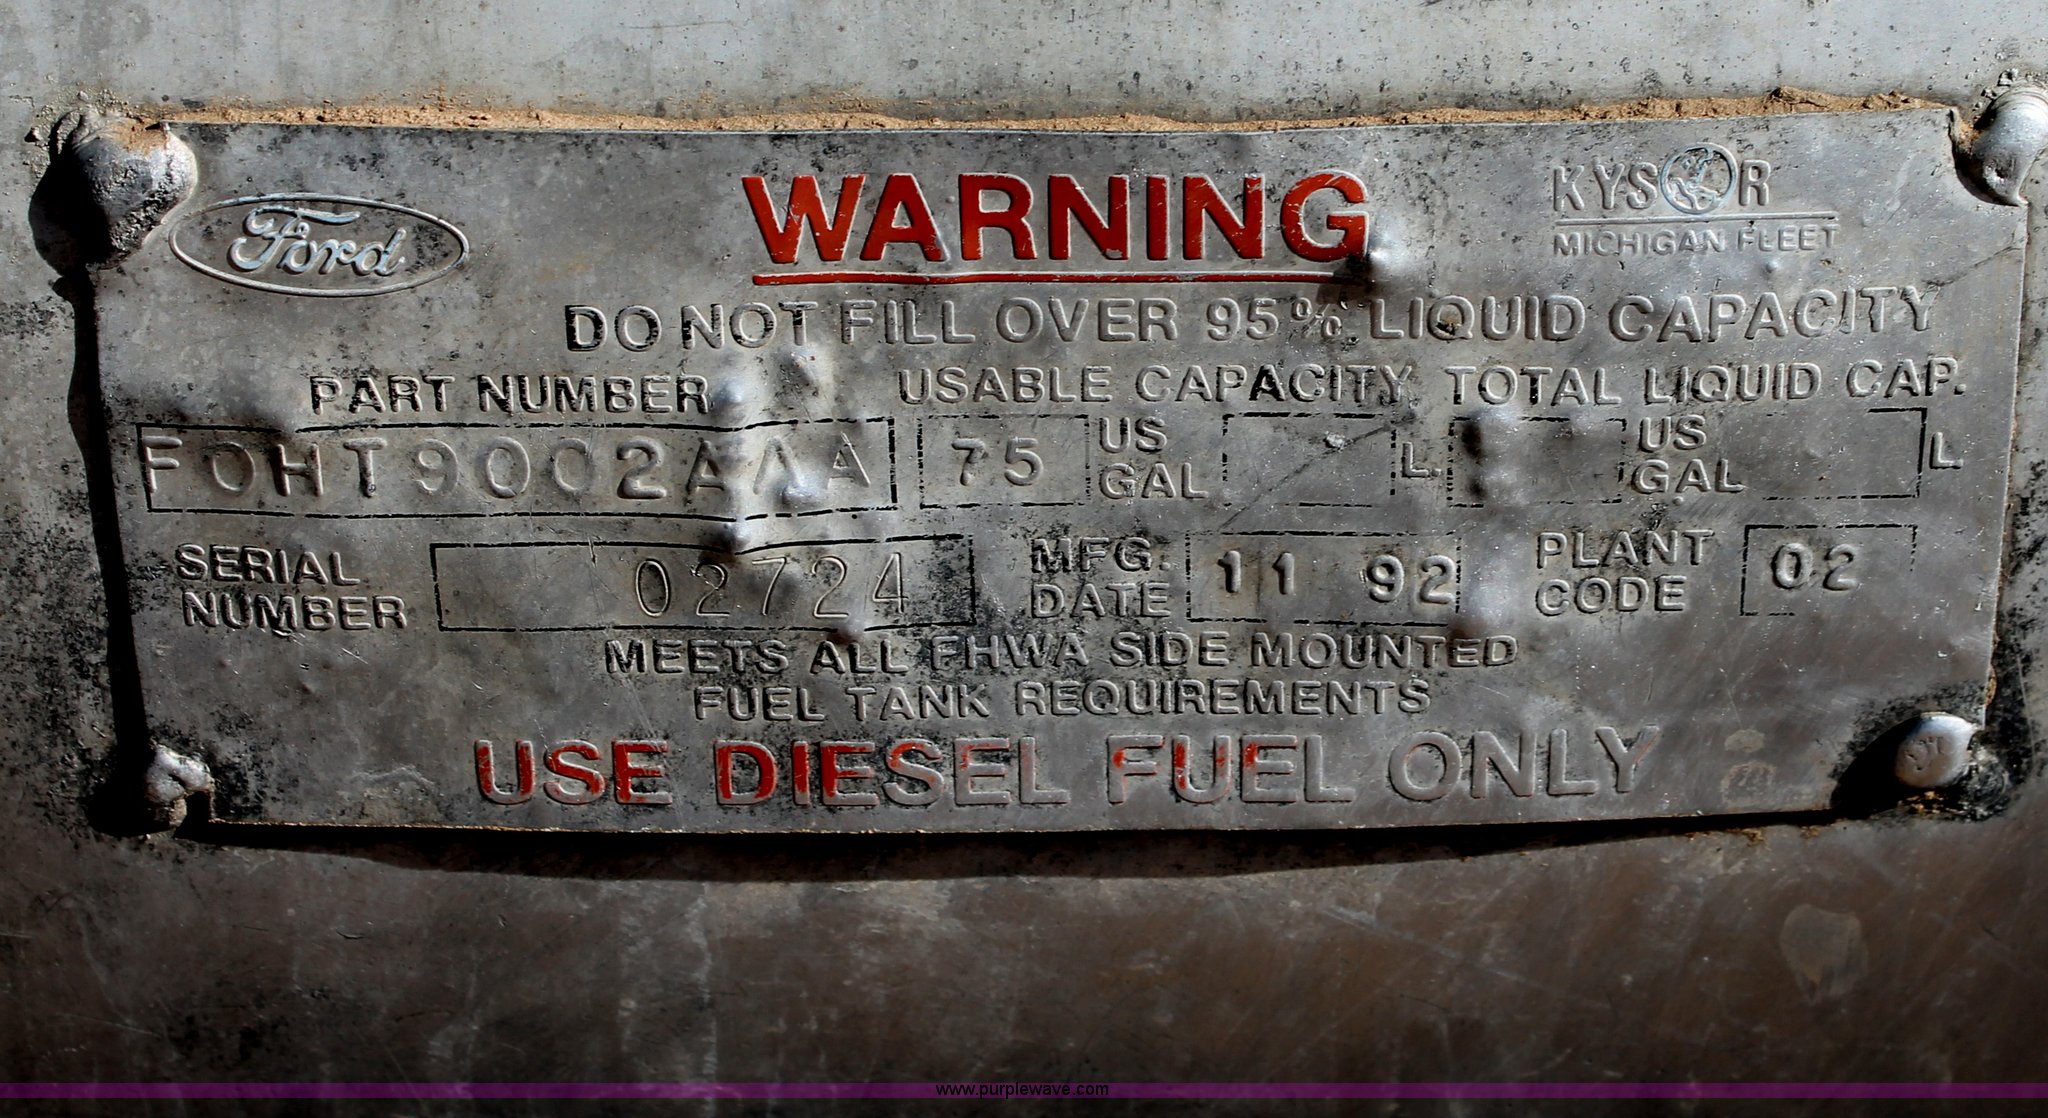 Ford
WARNING
KYSOR
MICHIGAN FLEET
DO NOT FILL OVER 95% LIQUID CAPACITY
PART NUMBER USABLE CAPACITY TOTAL LIQUID CAP.
F0HT9002AAA 75 US GAL L. US GAL L
SERIAL NUMBER 02724 MFG. DATE 11 92 PLANT CODE 02
MEETS ALL FHWA SIDE MOUNTED
FUEL TANK REQUIREMENTS
USE DIESEL FUEL ONLY
www.purplewave.com